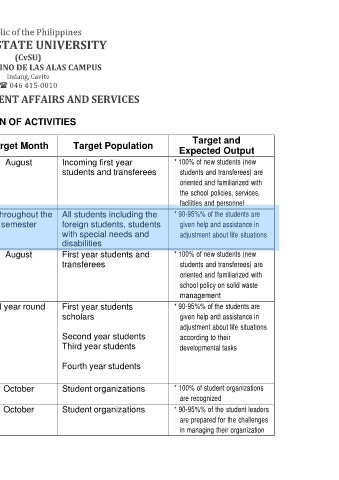 lic of the Philippines
STATE UNIVERSITY
(CvSU)
INO DE LAS ALAS CAMPUS
Indang, Cavite
☎ 046 415-0010
ENT AFFAIRS AND SERVICES
N OF ACTIVITIES
rget Month Target Population Target and
Expected Output
August Incoming first year
students and transferees
* 100% of new students (new
students and transferees) are
oriented and familiarized with
the school policies, services,
facilities and personnel
hroughout the
semester
All students including the
foreign students, students
with special needs and
disabilities
* 90-95%% of the students are
given help and assistance in
adjustment about life situations
August First year students and
transferees
* 100% of new students (new
students and transferees) are
oriented and familiarized with
school policy on solid waste
management
l year round First year students
scholars
Second year students
Third year students
Fourth year students
* 90-95%% of the students are
given help and assistance in
adjustment about life situations
according to their
developmental tasks
October Student organizations
* 100% of student organizations
are recognized
October Student organizations
* 90-95%% of the student leaders
are prepared for the challenges
in managing their organization